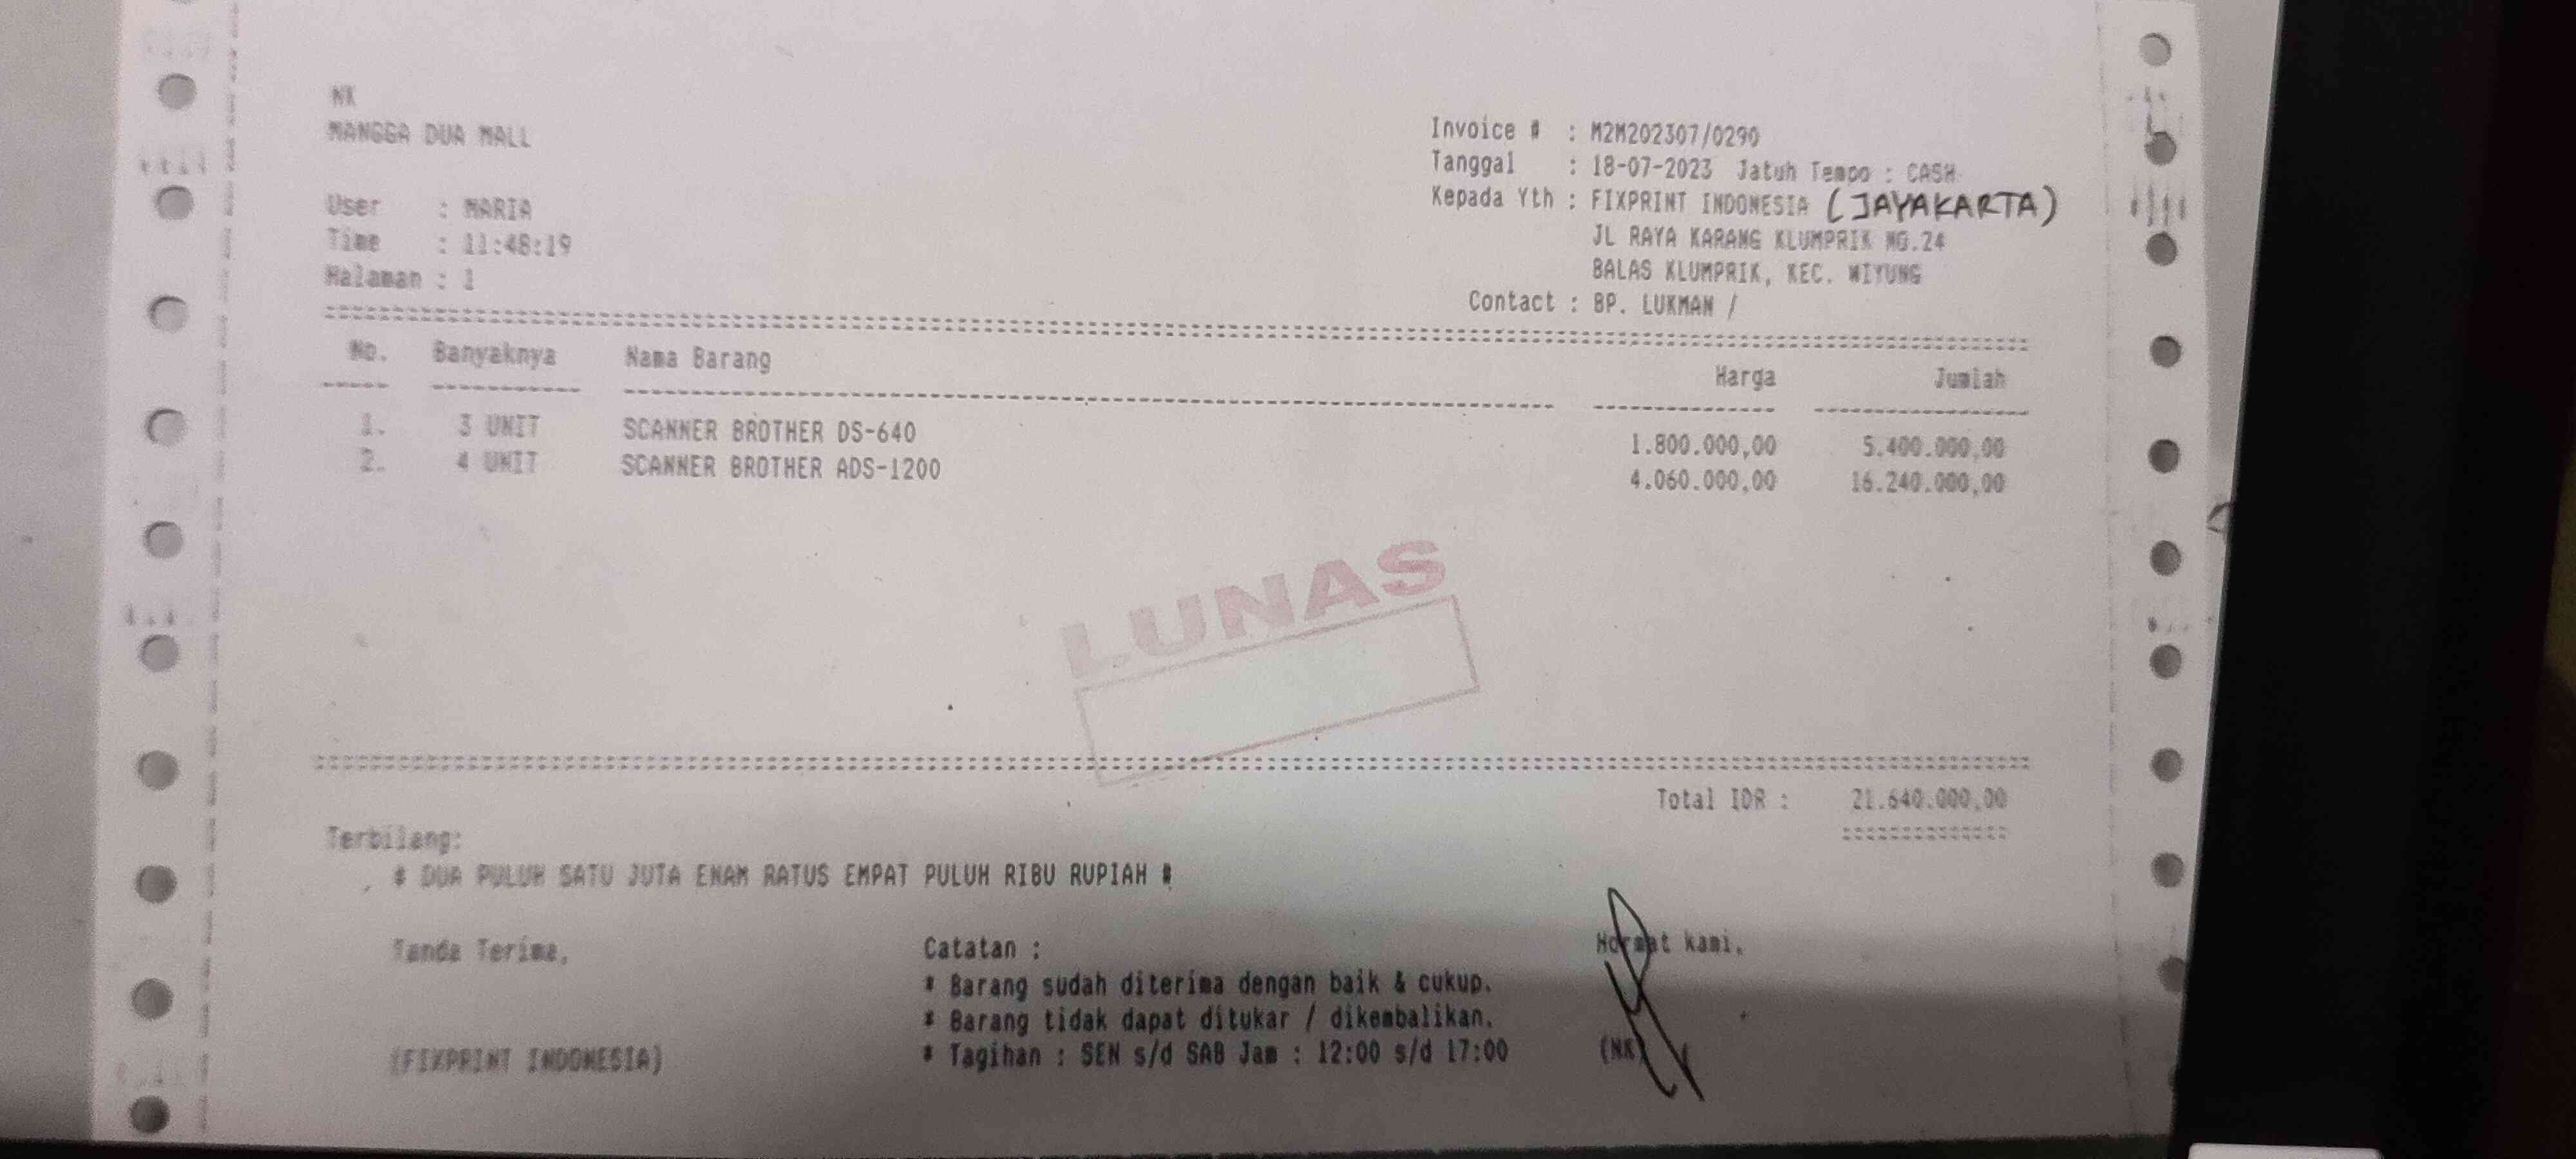 NK
MANGGA DUA MALL
Invoice # : M2M202307/0290
Tanggal : 18-07-2023 Jatuh Tempo : CASH
Kepada Yth : FIXPRINT INDONESIA (JAYAKARTA)
JL RAYA KARANG KLUMPRIK NO.24
BALAS KLUMPRIK, KEC. WIYUNG
Contact : BP. LUKMAN /
User : MARIA
Time : 11:48:19
Halaman : 1
No. Banyaknya Nama Barang Harga Jumlah
1. 3 UNIT SCANNER BROTHER DS-640 1.800.000,00 5.400.000,00
2. 4 UNIT SCANNER BROTHER ADS-1200 4.060.000,00 16.240.000,00
LUNAS
Total IDR : 21.640.000,00
Terbilang:
# DUA PULUH SATU JUTA ENAM RATUS EMPAT PULUH RIBU RUPIAH #
Tanda Terima, Catatan : Hormat kami,
* Barang sudah diterima dengan baik & cukup.
* Barang tidak dapat ditukar / dikembalikan.
* Tagihan : SEN s/d SAB Jam : 12:00 s/d 17:00
(FIXPRINT INDONESIA) (NK)